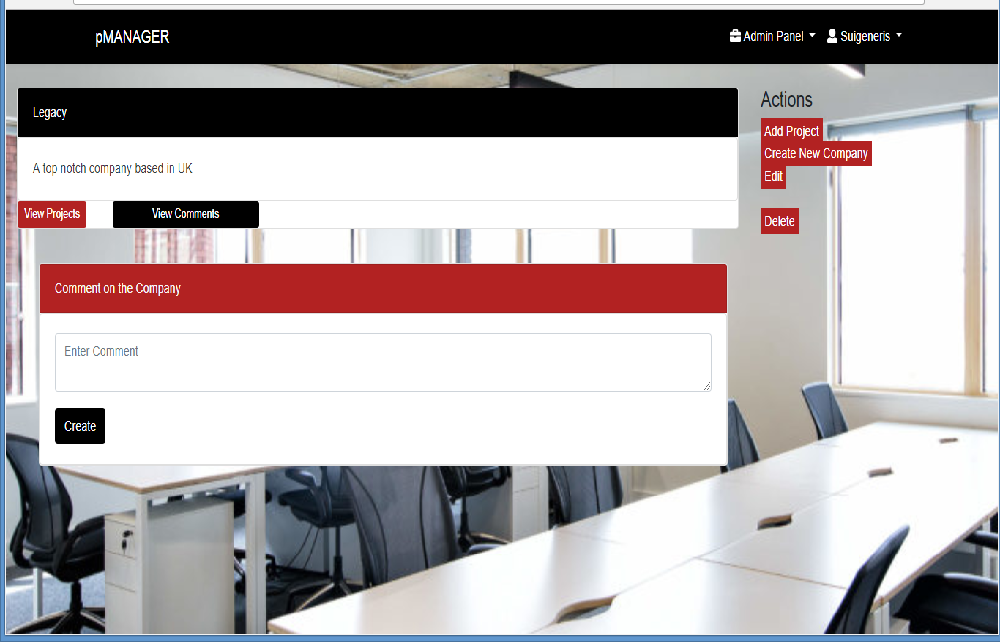 pMANAGER
Admin Panel
Suigeneris
Legacy
A top notch company based in UK
View Projects
View Comments
Comment on the Company
Enter Comment
Create
Actions
Add Project
Create New Company
Edit
Delete